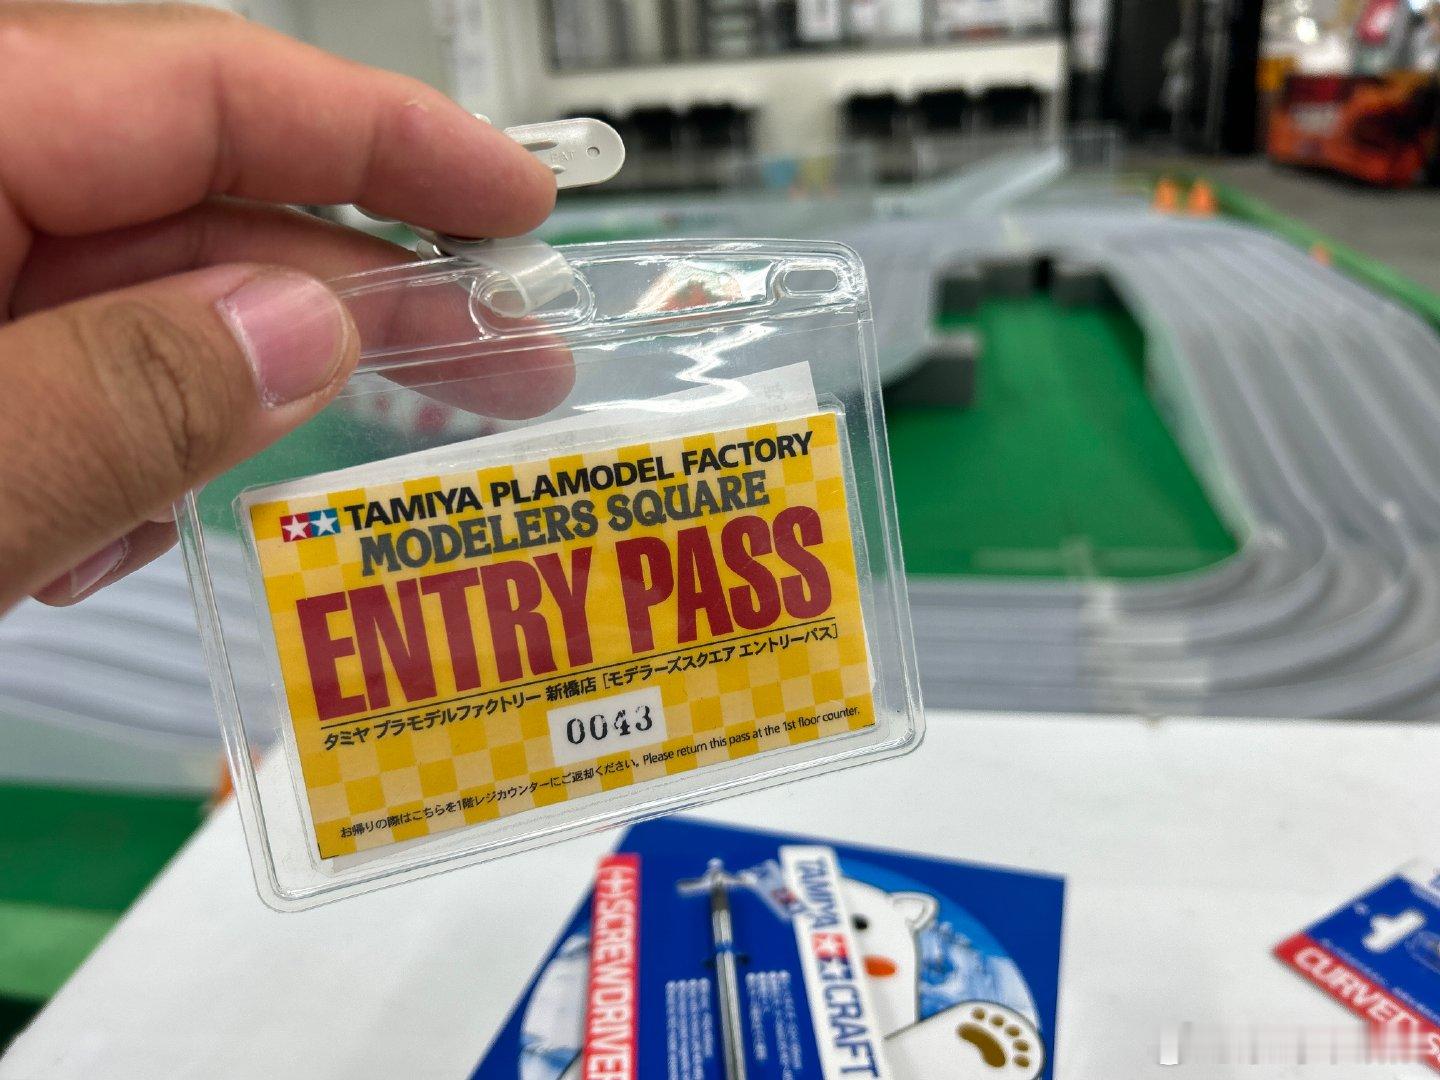 TAMIYA PLAMODEL FACTORY
MODELERS SQUARE
ENTRY PASS
タミヤ プラモデルファクトリー 新橋店 [モデラーズスクエア エントリーパス]
0043
お帰りの際はこちらを1階レジカウンターにご返却ください。Please return this pass at the 1st floor counter.
(+)SCREWDRIVER
TAMIYA
CRAFT
CURVED